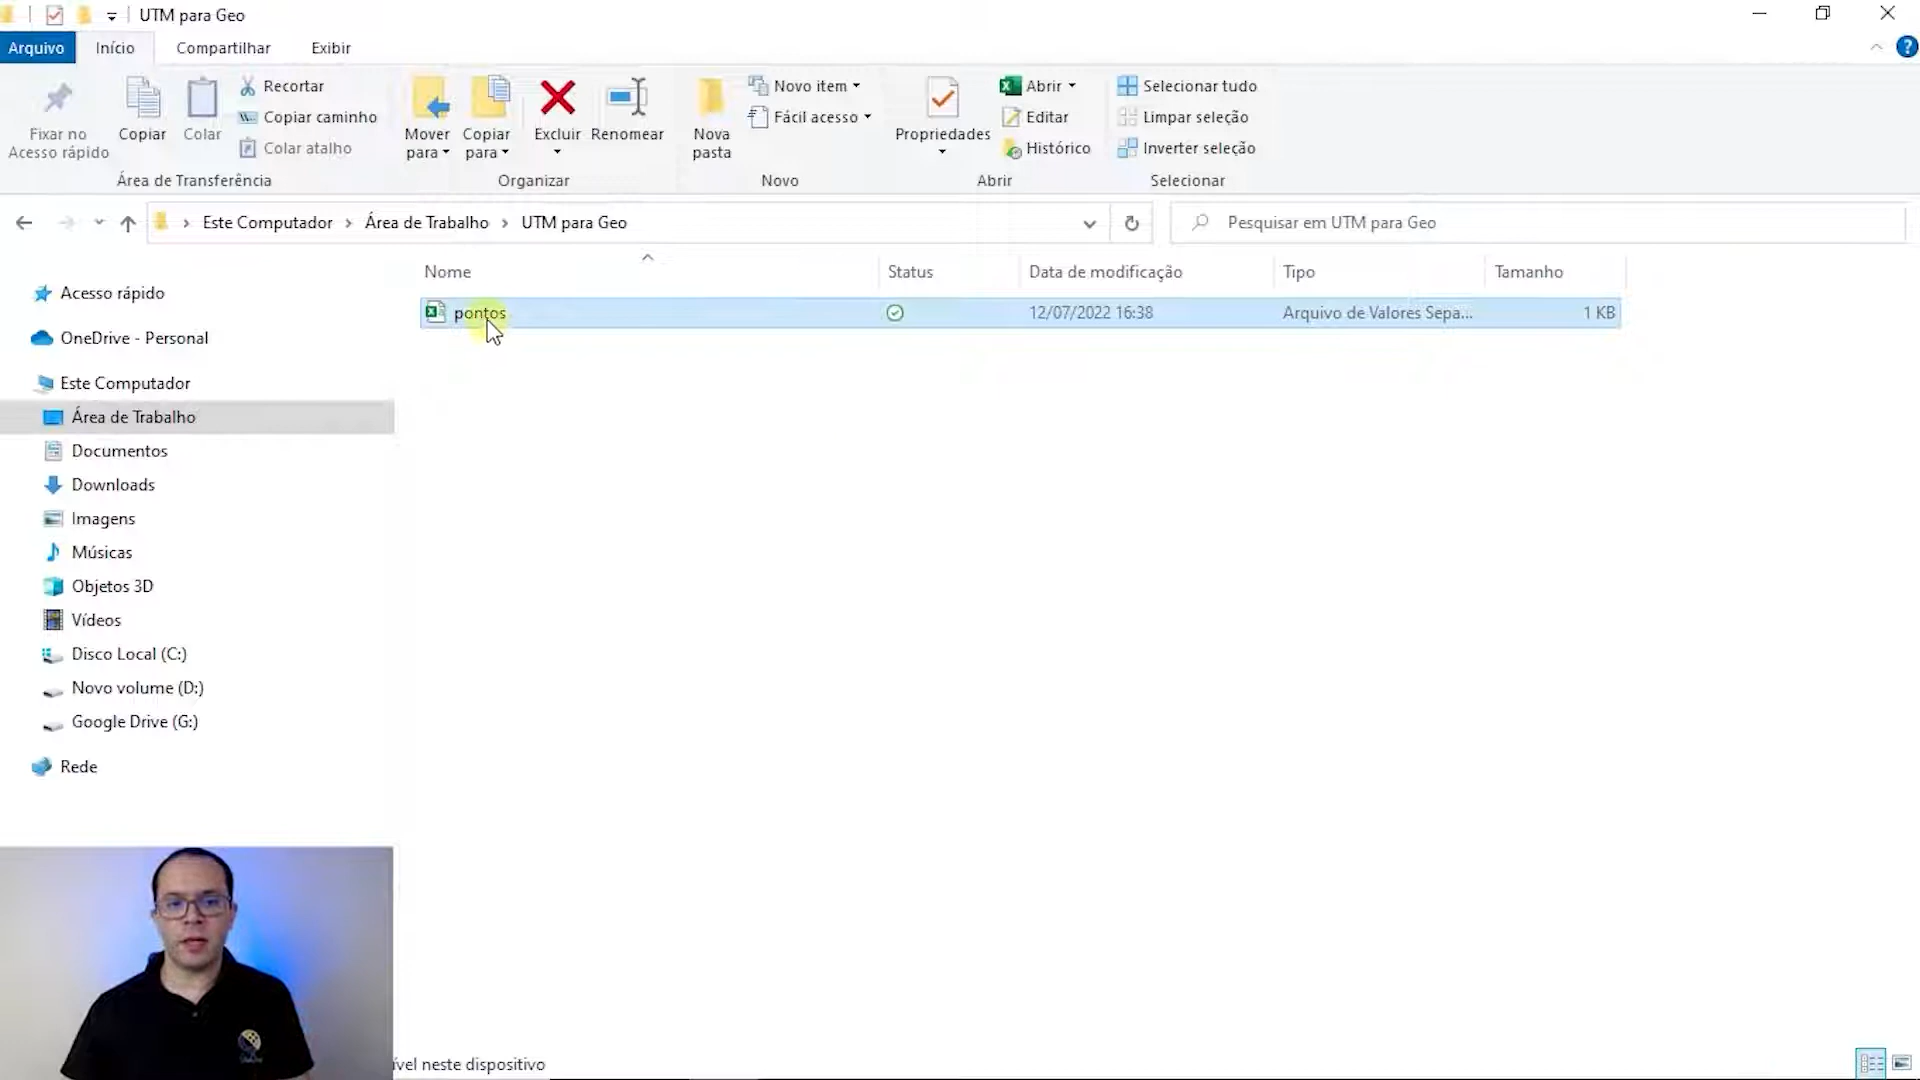 UTM para Geo
Arquivo
Início
Compartilhar
Exibir
Fixar no
Acesso rápido
Copiar
Colar
Recortar
Copiar caminho
Colar atalho
Área de Transferência
Mover
para
Copiar
para
Excluir
Renomear
Organizar
Nova
pasta
Novo item
Fácil acesso
Novo
Propriedades
Abrir
Editar
Histórico
Abrir
Selecionar tudo
Limpar seleção
Inverter seleção
Selecionar
Este Computador
Área de Trabalho
UTM para Geo
Pesquisar em UTM para Geo
Nome
Status
Data de modificação
Tipo
Tamanho
pontos
12/07/2022 16:38
Arquivo de Valores Sepa...
1 KB
Acesso rápido
OneDrive - Personal
Este Computador
Área de Trabalho
Documentos
Downloads
Imagens
Músicas
Objetos 3D
Vídeos
Disco Local (C:)
Novo volume (D:)
Google Drive (G:)
Rede
ível neste dispositivo